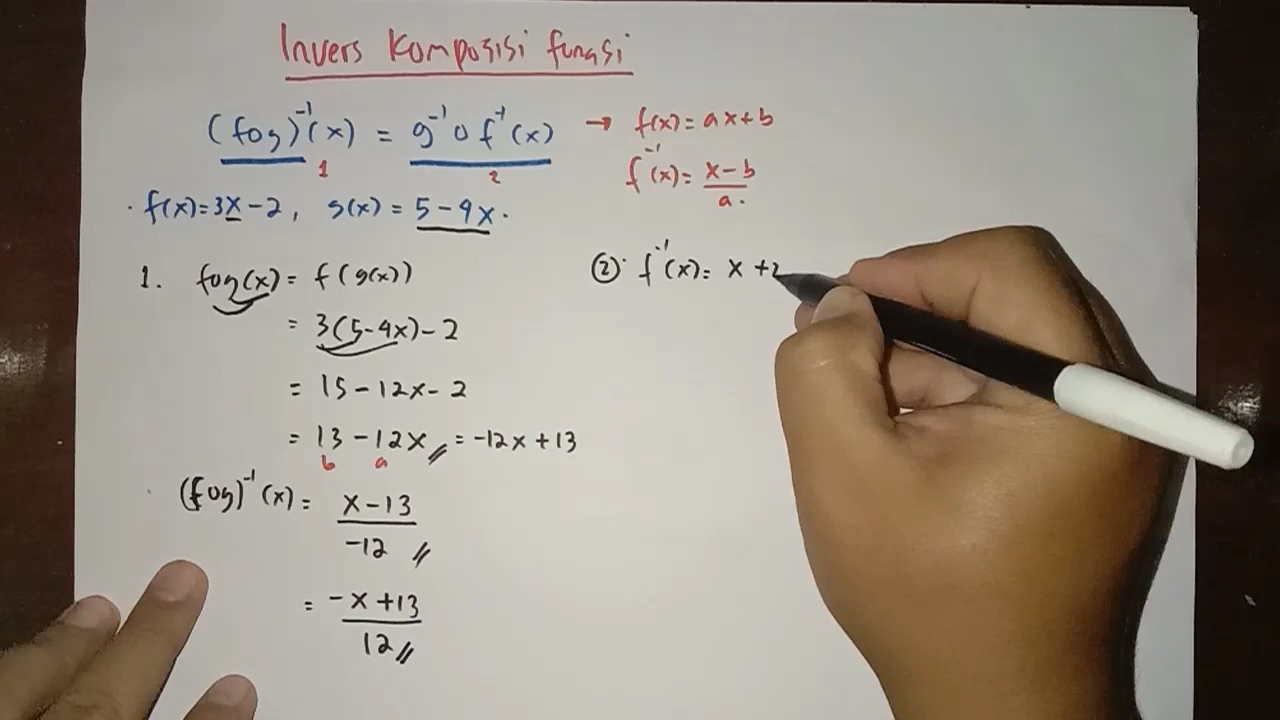 Invers Komposisi fungsi
(fog)⁻¹(x) = g⁻¹ o f⁻¹(x) → f(x) = ax+b
1 2
f⁻¹(x) = x-b / a.
. f(x)=3x-2, g(x) = 5-4x.
1. fog(x) = f(g(x))
= 3(5-4x)-2
= 15-12x-2
= 13-12x // = -12x+13
b a
(fog)⁻¹(x) = x-13 / -12 //
= -x+13 / 12 //
②. f⁻¹(x) = x+2